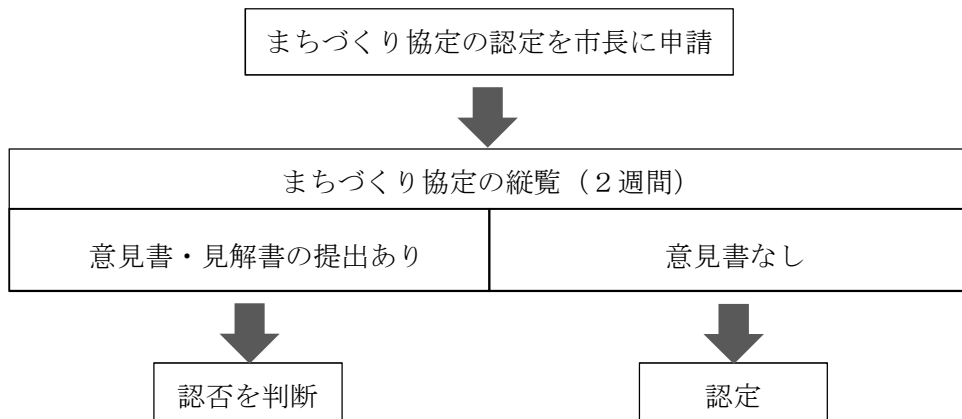 まちづくり協定の認定を市長に申請
まちづくり協定の縦覧（２週間）
意見書・見解書の提出あり
意見書なし
認否を判断
認定